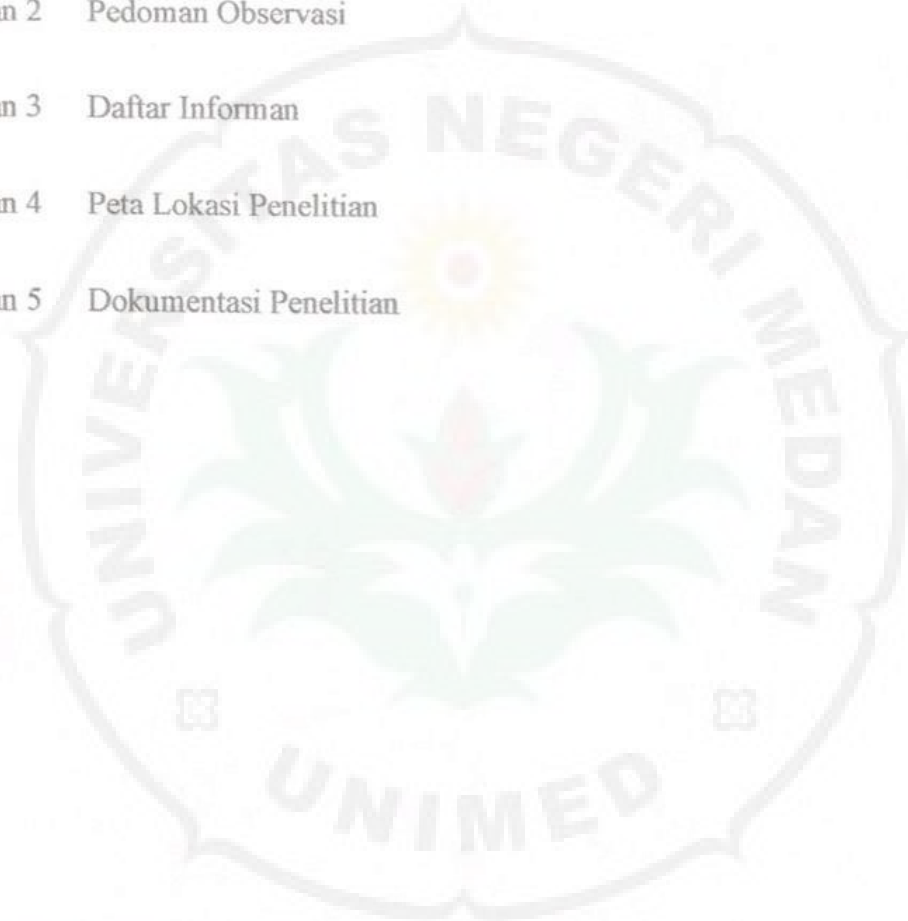 n 2 Pedoman Observasi
n 3 Daftar Informan
n 4 Peta Lokasi Penelitian
n 5 Dokumentasi Penelitian
UNIVERSITAS NEGERI MEDAN
UNIMED